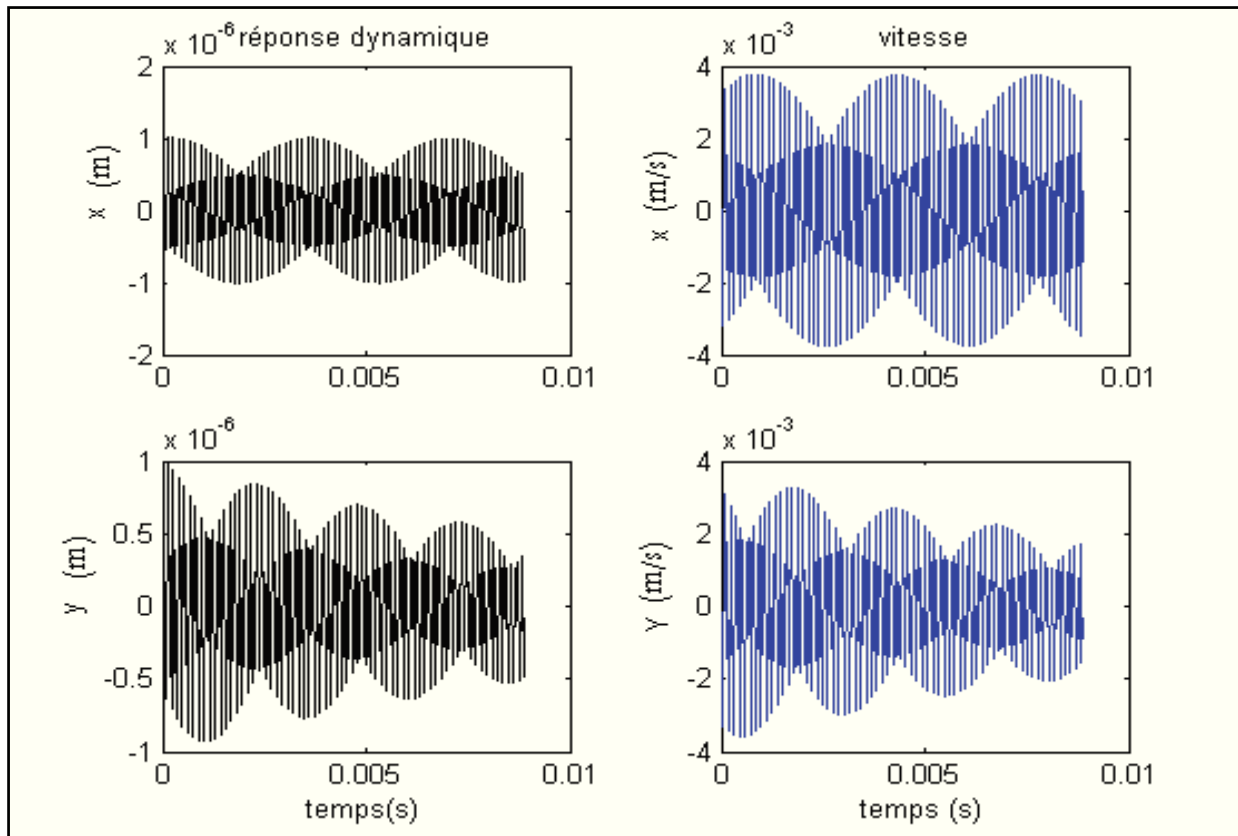 x 10^-6 réponse dynamique
2
1
0
-1
-2
x (m)
0
0.005
0.01
x 10^-3
vitesse
4
2
0
-2
-4
x (m/s)
0
0.005
0.01
x 10^-6
1
0.5
0
-0.5
-1
y (m)
0
0.005
0.01
temps(s)
x 10^-3
4
2
0
-2
-4
Y (m/s)
0
0.005
0.01
temps (s)